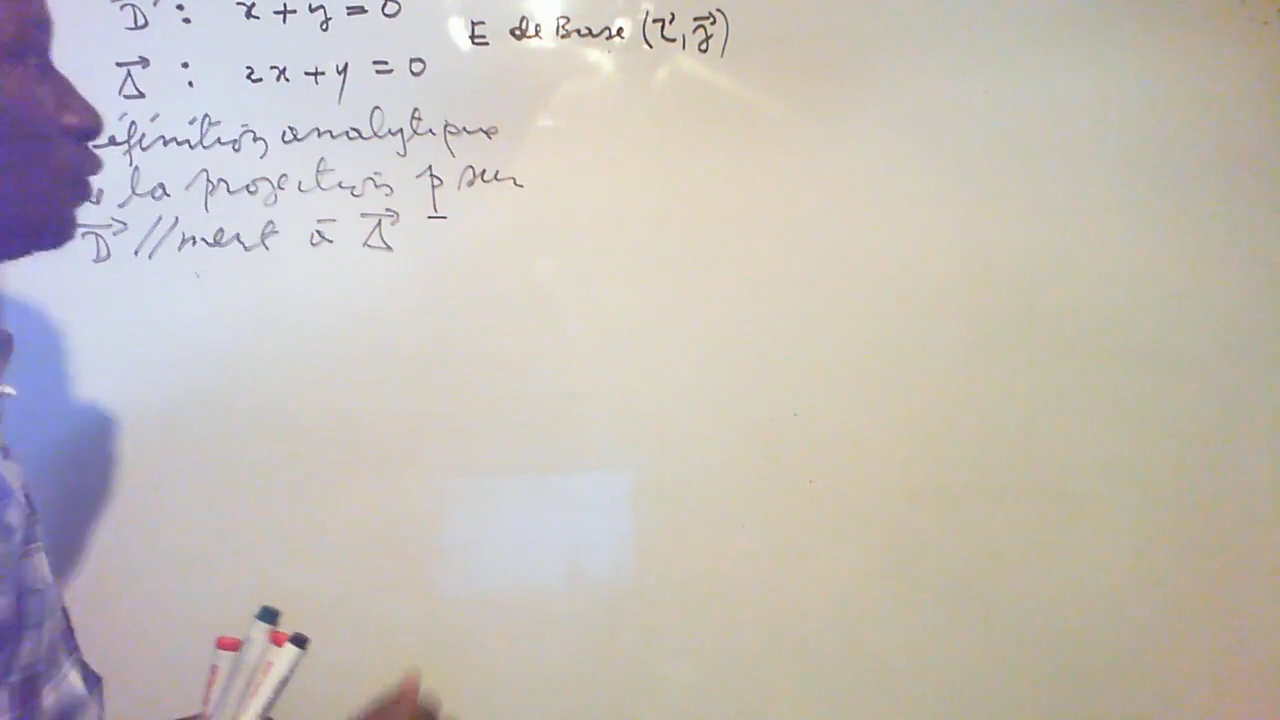 D⃗ : x + y = 0
E de Base (i⃗, j⃗)
Δ⃗ : 2x + y = 0
éfinition analytique
la projection p sur
D⃗ //ment à Δ⃗